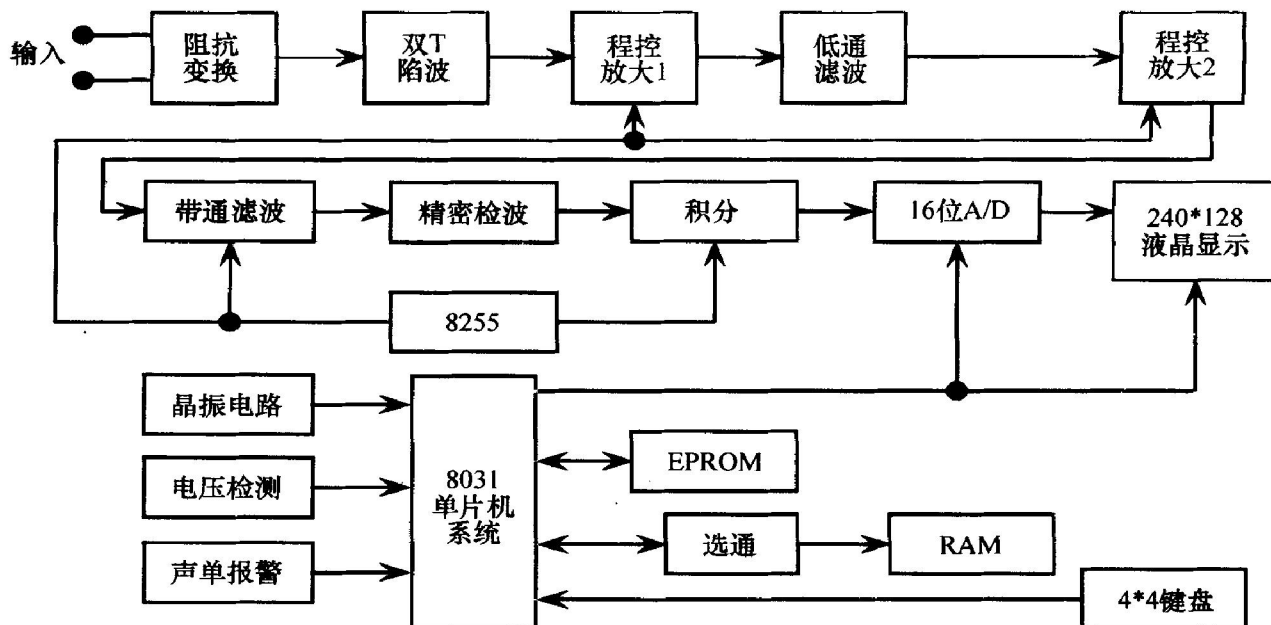 输入
阻抗
变换
双T
陷波
程控
放大1
低通
滤波
程控
放大2
带通滤波
精密检波
积分
16位A/D
240*128
液晶显示
8255
晶振电路
电压检测
声单报警
8031
单片机
系统
EPROM
选通
RAM
4*4键盘